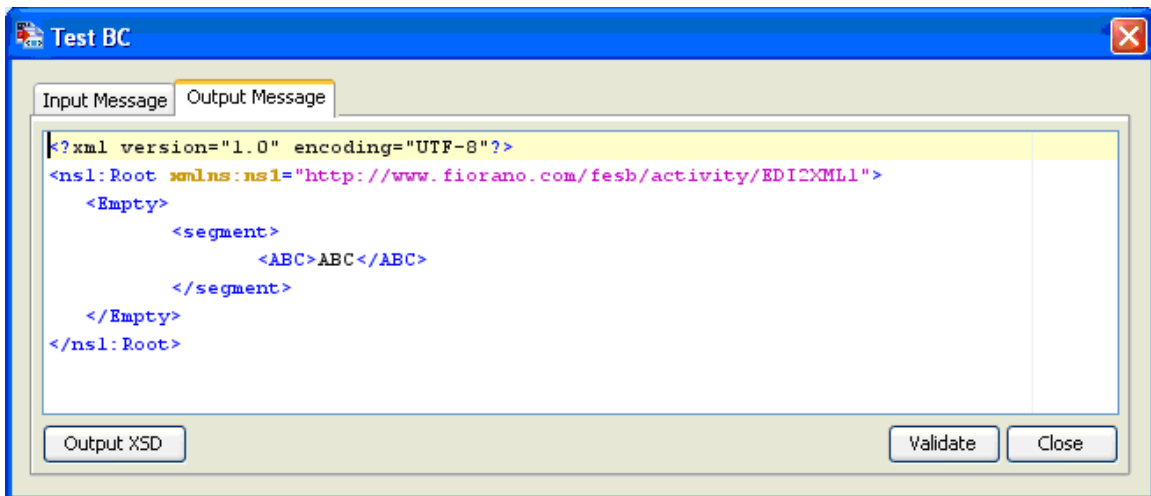 Test BC
Input Message Output Message
<?xml version="1.0" encoding="UTF-8"?>
<ns1:Root xmlns:ns1="http://www.fiorano.com/fesb/activity/EDI2XML1">
<Empty>
<segment>
<ABC>ABC</ABC>
</segment>
</Empty>
</ns1:Root>
Output XSD Validate Close